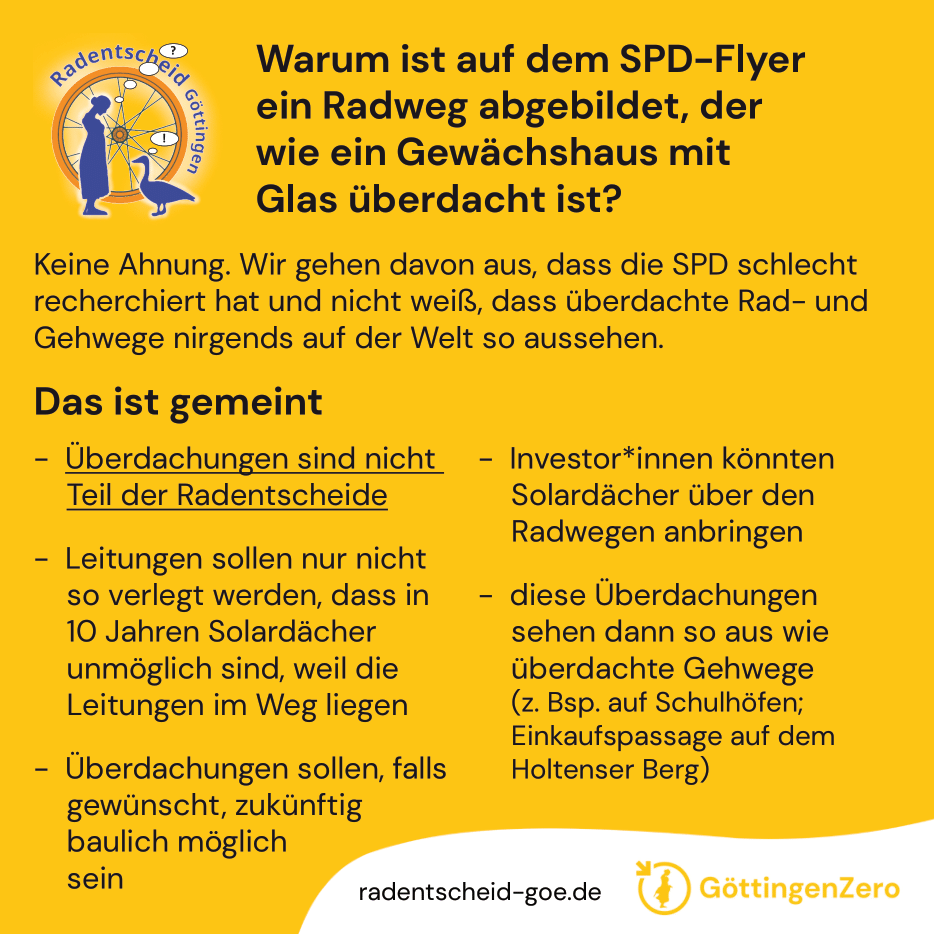 Radentscheid Göttingen
?
!
Warum ist auf dem SPD-Flyer
ein Radweg abgebildet, der
wie ein Gewächshaus mit
Glas überdacht ist?
Keine Ahnung. Wir gehen davon aus, dass die SPD schlecht
recherchiert hat und nicht weiß, dass überdachte Rad- und
Gehwege nirgends auf der Welt so aussehen.
Das ist gemeint
- Überdachungen sind nicht
Teil der Radentscheide
- Leitungen sollen nur nicht
so verlegt werden, dass in
10 Jahren Solardächer
unmöglich sind, weil die
Leitungen im Weg liegen
- Überdachungen sollen, falls
gewünscht, zukünftig
baulich möglich
sein
- Investor*innen könnten
Solardächer über den
Radwegen anbringen
- diese Überdachungen
sehen dann so aus wie
überdachte Gehwege
(z. Bsp. auf Schulhöfen;
Einkaufspassage auf dem
Holtenser Berg)
radentscheid-goe.de
GöttingenZero